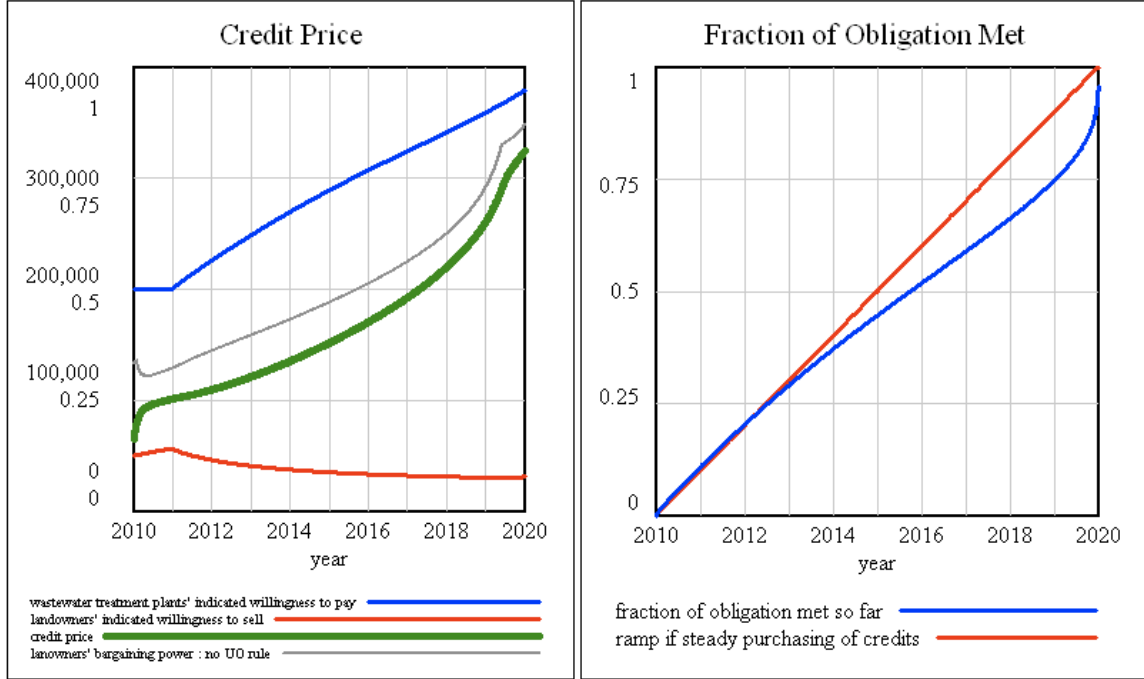 Credit Price
400,000
1
300,000
0.75
200,000
0.5
100,000
0.25
0
0
2010 2012 2014 2016 2018 2020
year
wastewater treatment plants' indicated willingness to pay
landowners' indicated willingness to sell
credit price
lanowners' bargaining power : no UO rule
Fraction of Obligation Met
1
0.75
0.5
0.25
0
2010 2012 2014 2016 2018 2020
year
fraction of obligation met so far
ramp if steady purchasing of credits